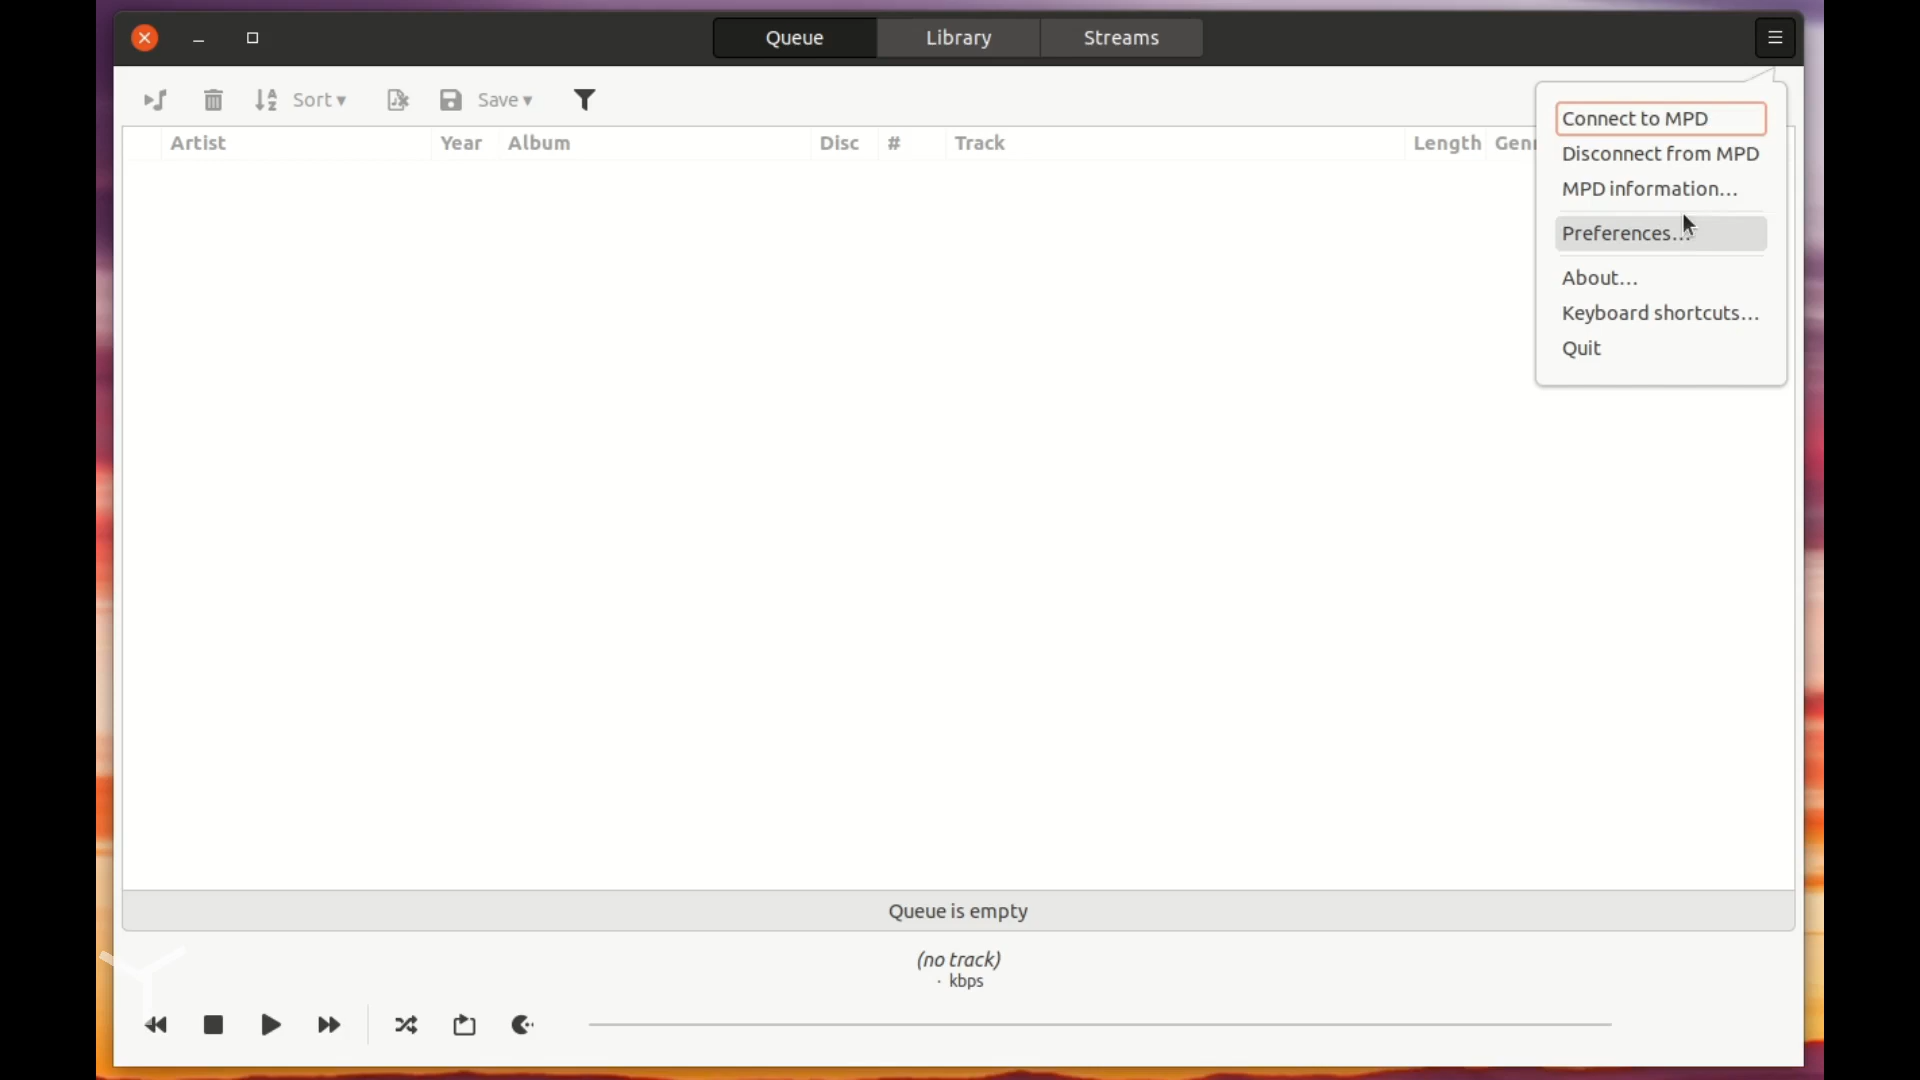 Queue Library Streams
Sort▾ Save▾
Artist Year Album Disc # Track Length
Connect to MPD
Disconnect from MPD
MPD information...
Preferences...
About...
Keyboard shortcuts...
Quit
Queue is empty
(no track)
· kbps